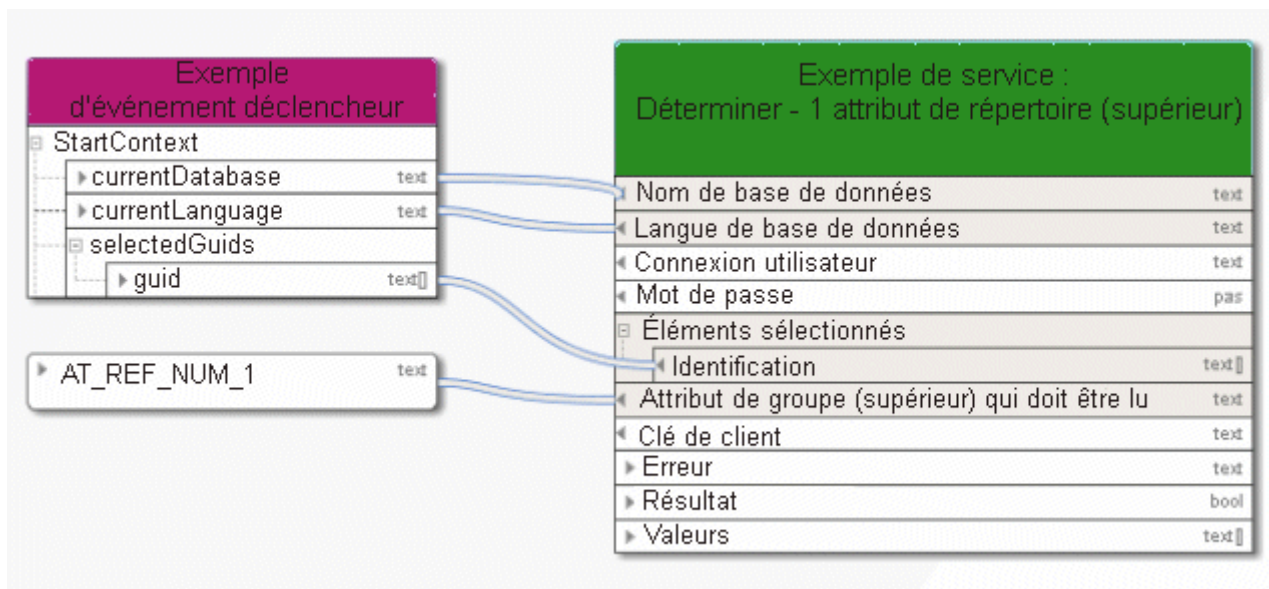 Exemple
d'événement déclencheur
StartContext
currentDatabase text
currentLanguage text
selectedGuids
guid text[]
AT_REF_NUM_1 text
Exemple de service :
Déterminer - 1 attribut de répertoire (supérieur)
Nom de base de données text
Langue de base de données text
Connexion utilisateur text
Mot de passe pas
Éléments sélectionnés
Identification text[]
Attribut de groupe (supérieur) qui doit être lu text
Clé de client text
Erreur text
Résultat bool
Valeurs text[]